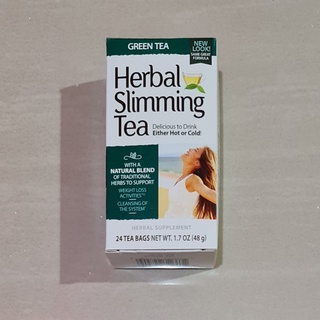 GREEN TEA
NEW LOOK!
SAME GREAT FORMULA
Herbal
Slimming
Tea
Delicious to Drink
Either Hot or Cold!
WITH A
NATURAL BLEND
OF TRADITIONAL
HERBS TO SUPPORT
WEIGHT LOSS
ACTIVITIES
CLEANSING OF
THE SYSTEM
HERBAL SUPPLEMENT
24 TEA BAGS NET WT. 1.7 OZ (48 g)